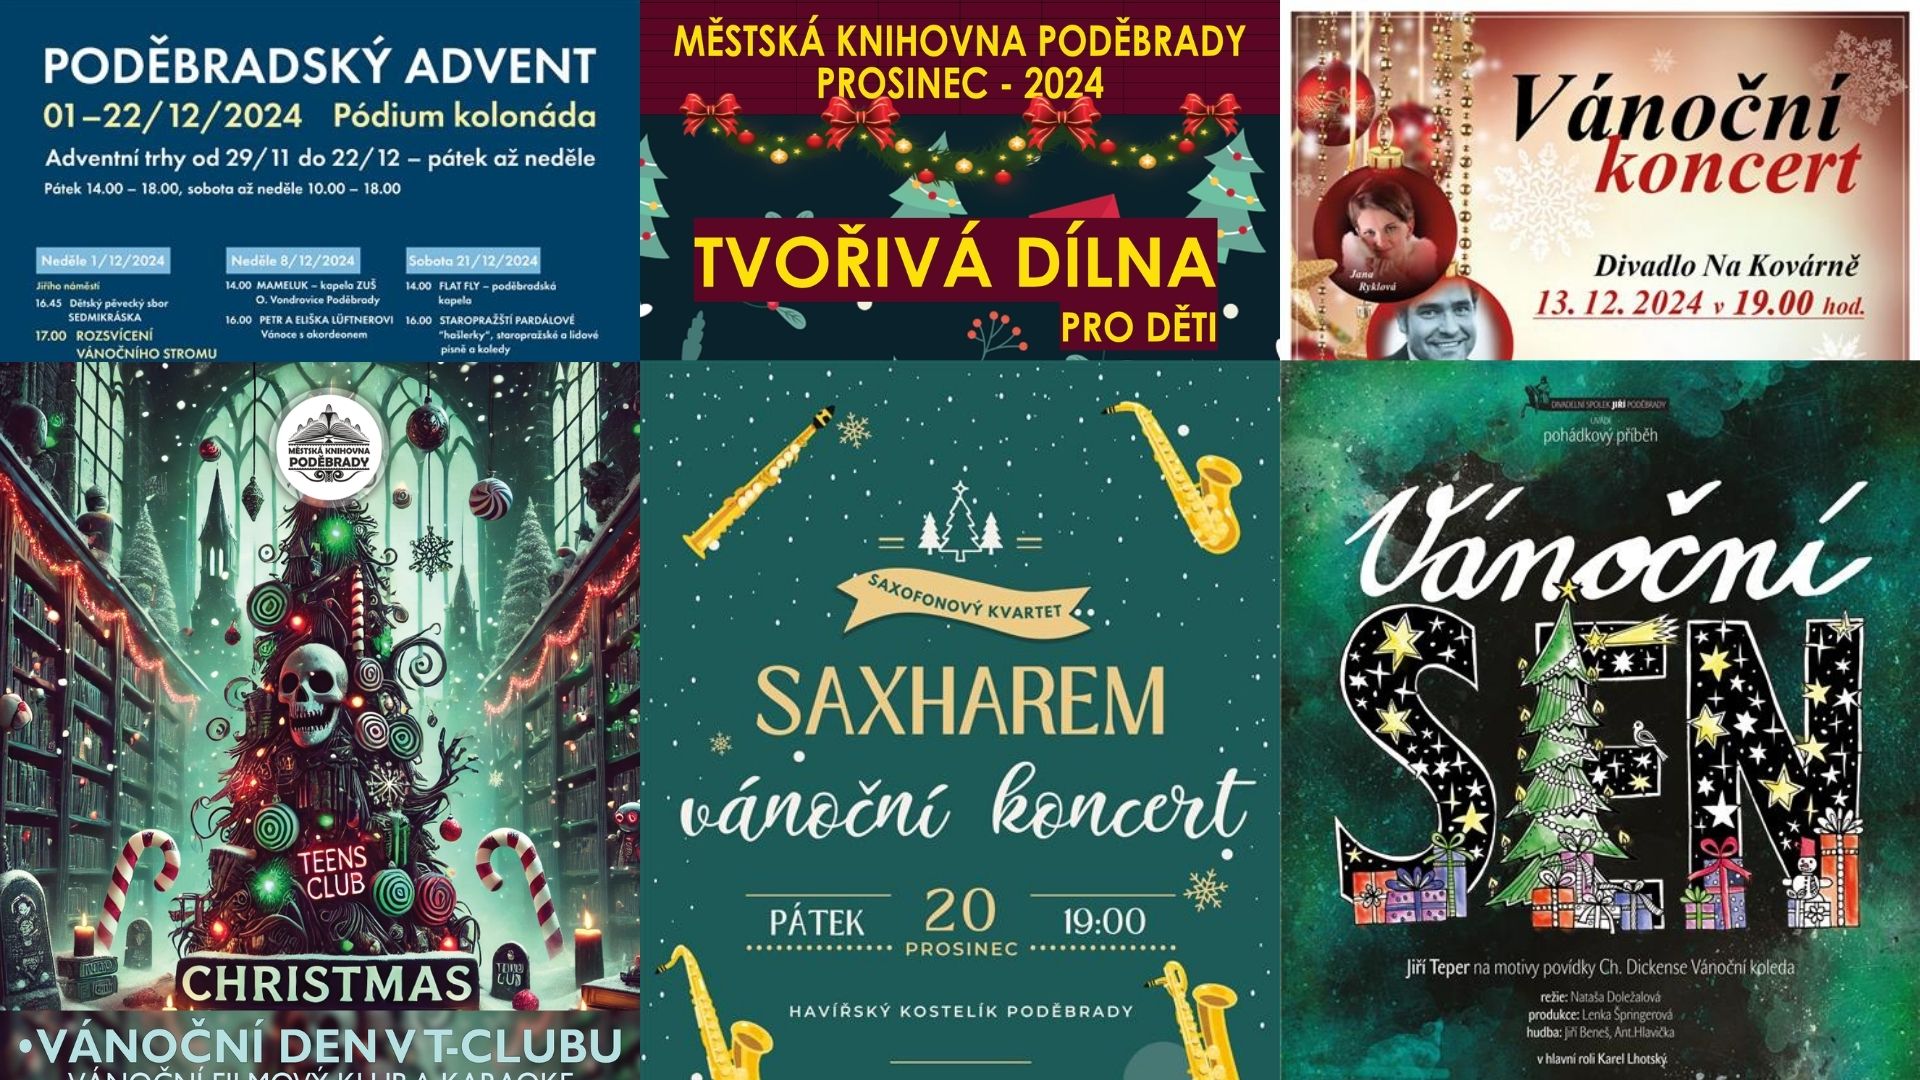 PODĚBRADSKÝ ADVENT
01–22/12/2024 Pódium kolonáda
Adventní trhy od 29/11 do 22/12 – pátek až neděle
Pátek 14.00 – 18.00, sobota až neděle 10.00 – 18.00
Neděle 1/12/2024
Jiřího náměstí
16.45 Dětský pěvecký sbor
SEDMIKRÁSKA
17.00 ROZSVÍCENÍ
VÁNOČNÍHO STROMU
Neděle 8/12/2024
14.00 MAMELUK – kapela ZUŠ
O. Vondrovice Poděbrady
16.00 PETR A ELIŠKA LÜFTNEROVI
Vánoce s akordeonem
Sobota 21/12/2024
14.00 FLAT FLY – poděbradská
kapela
16.00 STAROPRAŽŠTÍ PARDÁLOVÉ
"hašlerky", staropražské a lidové
písně a koledy
MĚSTSKÁ KNIHOVNA PODĚBRADY
PROSINEC - 2024
TVOŘIVÁ DÍLNA
PRO DĚTI
Vánoční
koncert
Jana
Ryklová
Divadlo Na Kovárně
13. 12. 2024 v 19.00 hod.
MĚSTSKÁ KNIHOVNA
PODĚBRADY
TEENS
CLUB
CHRISTMAS
•VÁNOČNÍ DEN V T-CLUBU
VÁNOČNÍ FILMOVÝ KLUB A KARAOKE
SAXOFONOVÝ KVARTET
SAXHAREM
vánoční koncert
PÁTEK 20 19:00
PROSINEC
HAVÍŘSKÝ KOSTELÍK PODĚBRADY
DIVADELNÍ SPOLEK JIŘÍ PODĚBRADY
UVÁDÍ
pohádkový příběh
Vánoční
SEN
Jiří Teper na motivy povídky Ch. Dickense Vánoční koleda
režie: Nataša Doležalová
produkce: Lenka Špringerová
hudba: Jiří Beneš, Ant.Hlavička
v hlavní roli Karel Lhotský